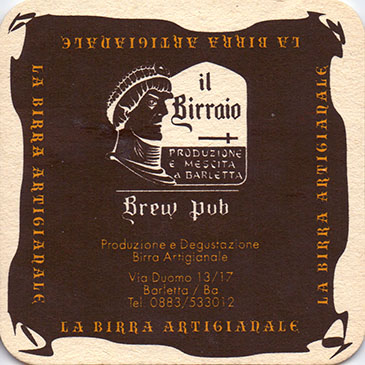 LA BIRRA ARTIGIANALE
il
Birraio
PRODUZIONE
E MESCITA
A BARLETTA
Brew pub
Produzione e Degustazione
Birra Artigianale
Via Duomo 13/17
Barletta / Ba
Tel. 0883/533012
LA BIRRA ARTIGIANALE
LA BIRRA ARTIGIANALE
LA BIRRA ARTIGIANALE